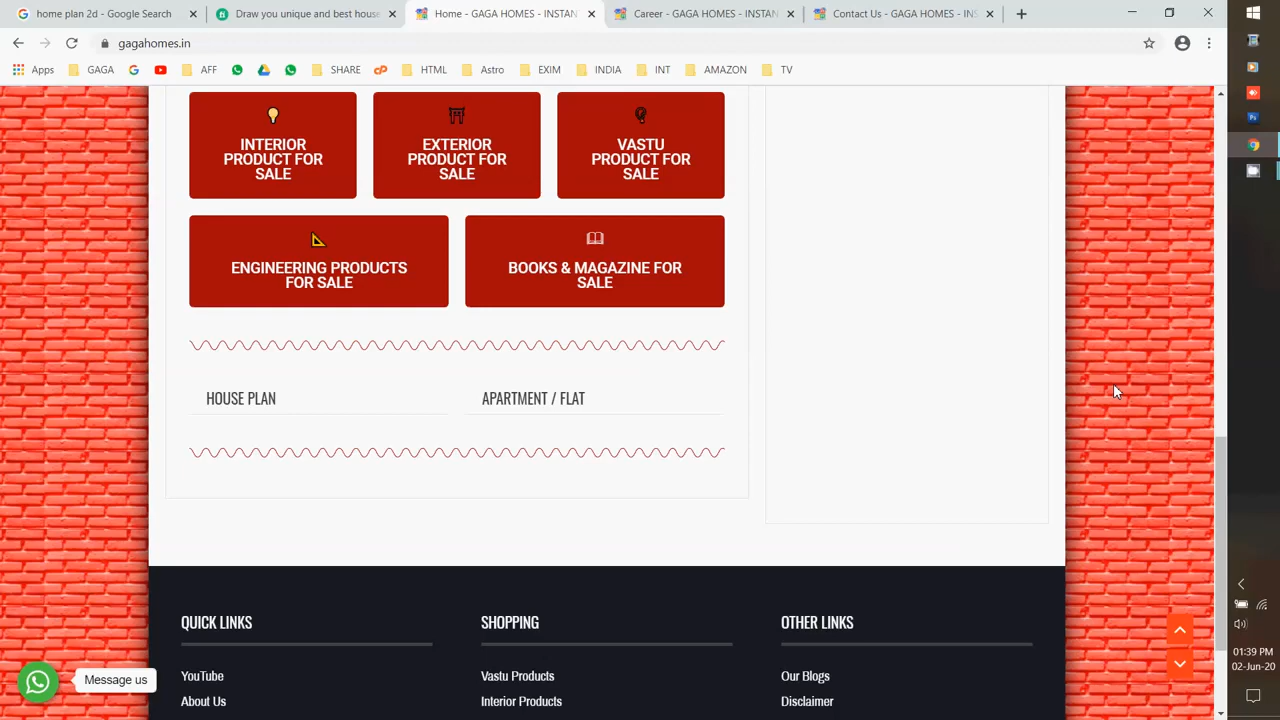 home plan 2d - Google Search
Draw you unique and best house
Home - GAGA HOMES - INSTAN
Career - GAGA HOMES - INSTAN
Contact Us - GAGA HOMES - INS
gagahomes.in
Apps
GAGA
AFF
SHARE
HTML
Astro
EXIM
INDIA
INT
AMAZON
TV
INTERIOR
PRODUCT FOR
SALE
EXTERIOR
PRODUCT FOR
SALE
VASTU
PRODUCT FOR
SALE
ENGINEERING PRODUCTS
FOR SALE
BOOKS & MAGAZINE FOR
SALE
HOUSE PLAN
APARTMENT / FLAT
QUICK LINKS
YouTube
About Us
SHOPPING
Vastu Products
Interior Products
OTHER LINKS
Our Blogs
Disclaimer
Message us
01:39 PM
02-Jun-20